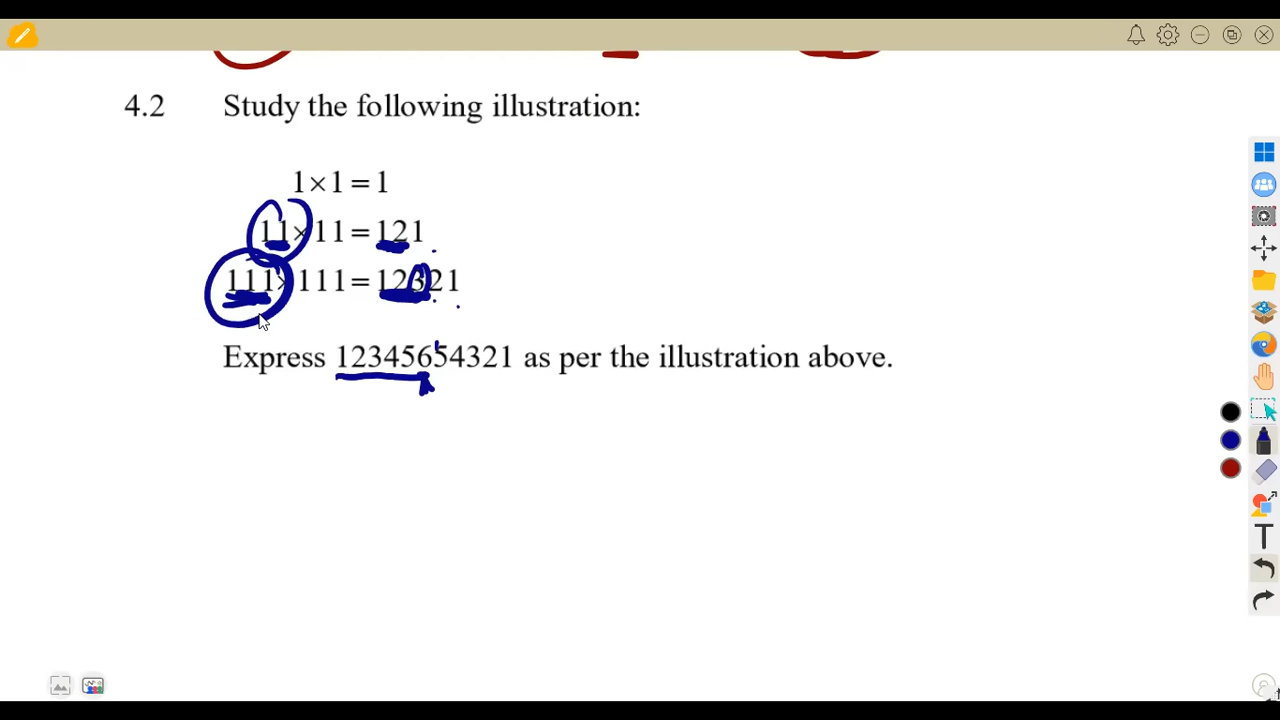 4.2 Study the following illustration:
1×1=1
11×11=121
111×111=12321
Express 12345654321 as per the illustration above.
T